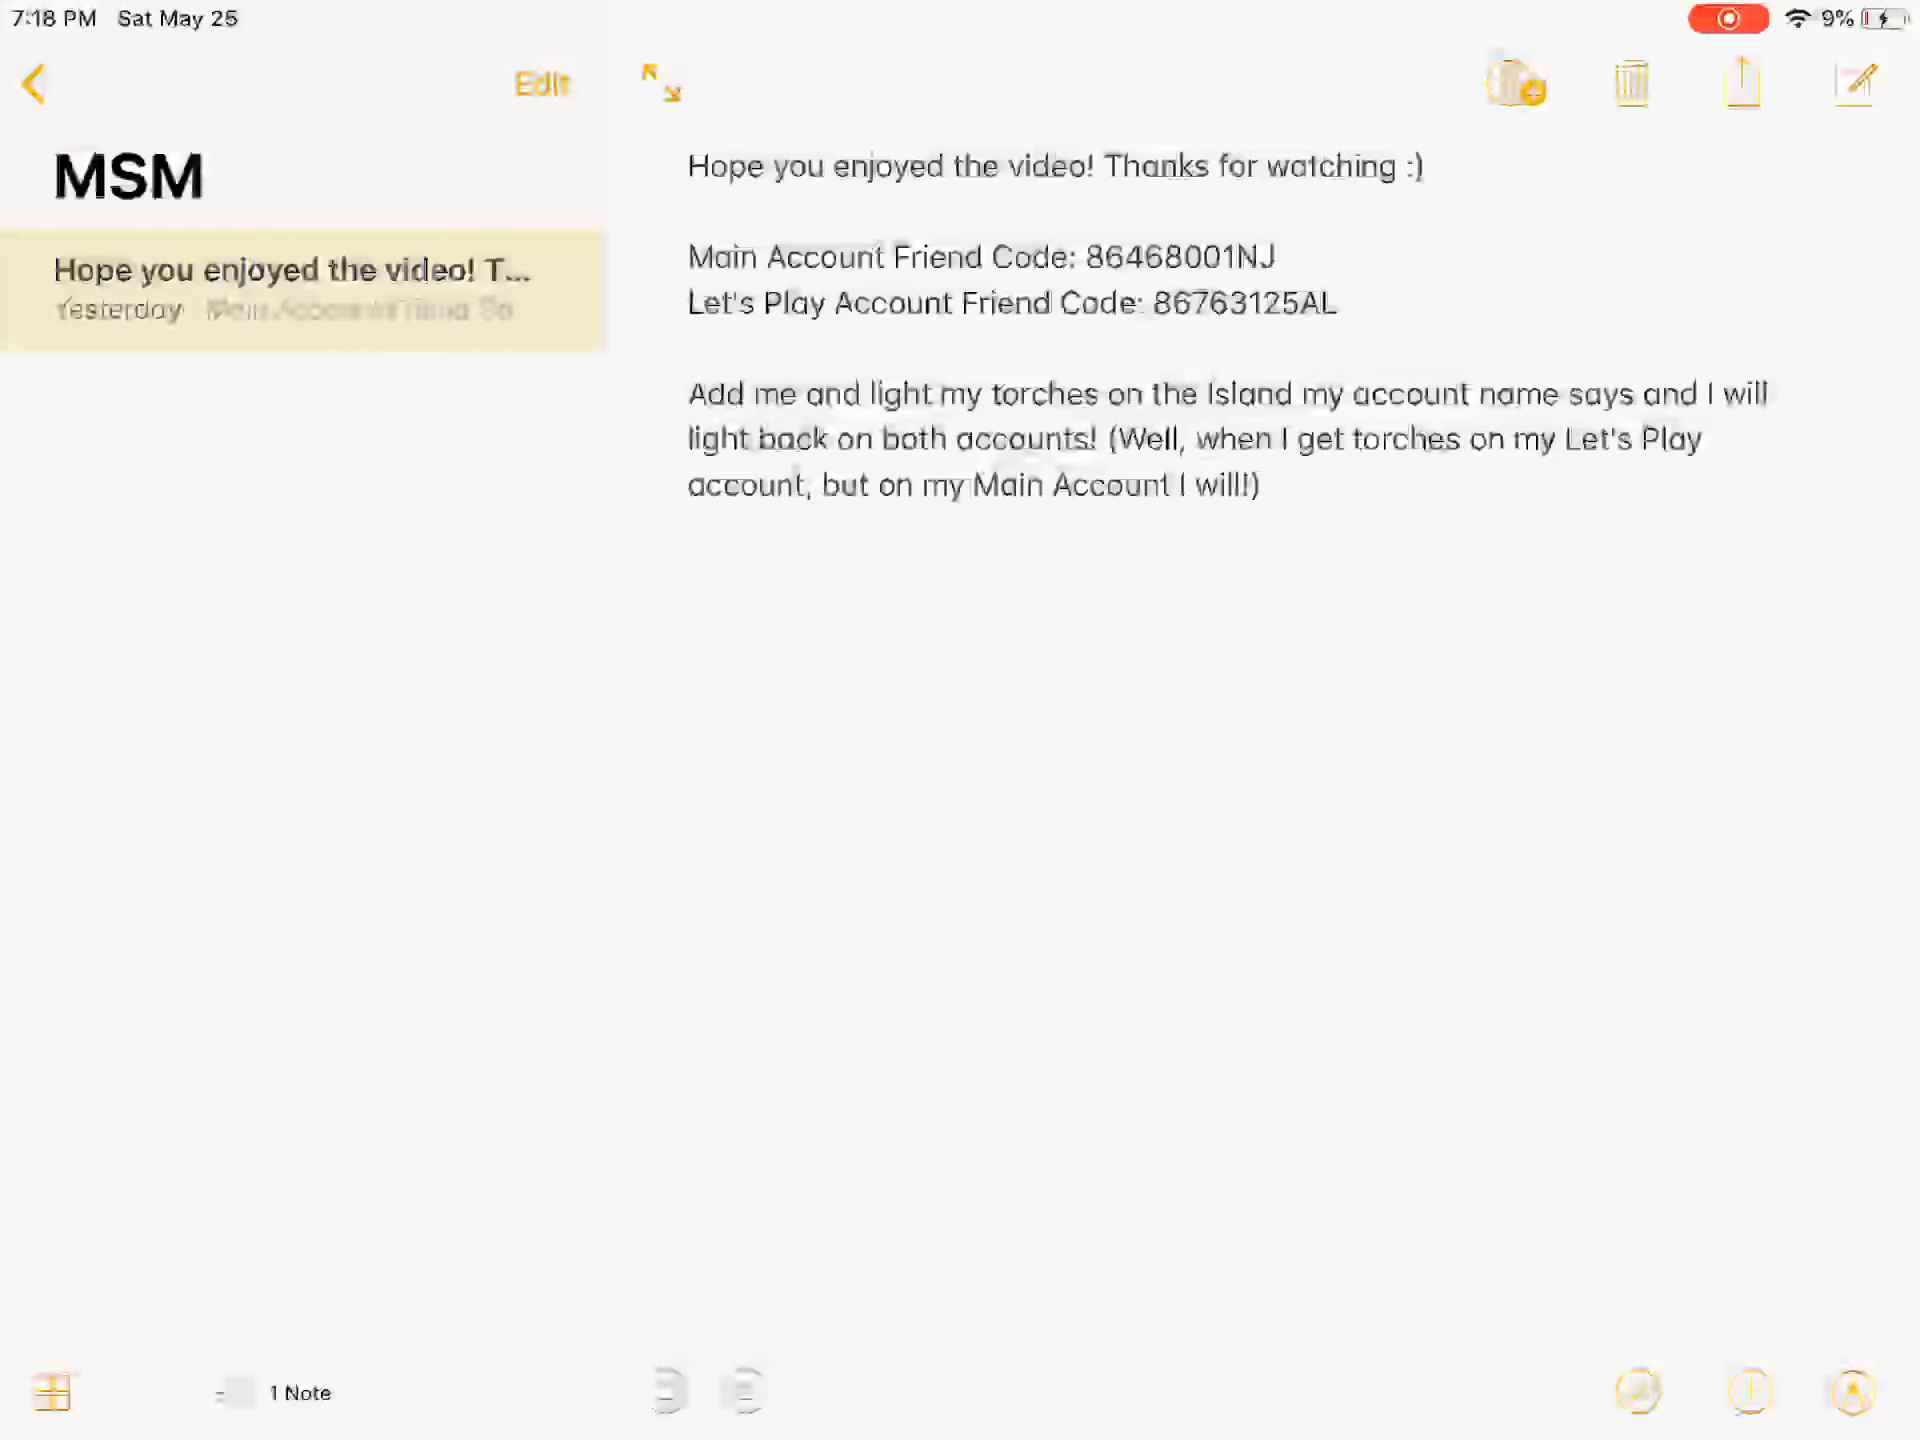 7:18 PM Sat May 25
9%
Edit
MSM
Hope you enjoyed the video! T...
Yesterday
Hope you enjoyed the video! Thanks for watching :)
Main Account Friend Code: 86468001NJ
Let's Play Account Friend Code: 86763125AL
Add me and light my torches on the Island my account name says and I will
light back on both accounts! (Well, when I get torches on my Let's Play
account, but on my Main Account I will!)
1 Note